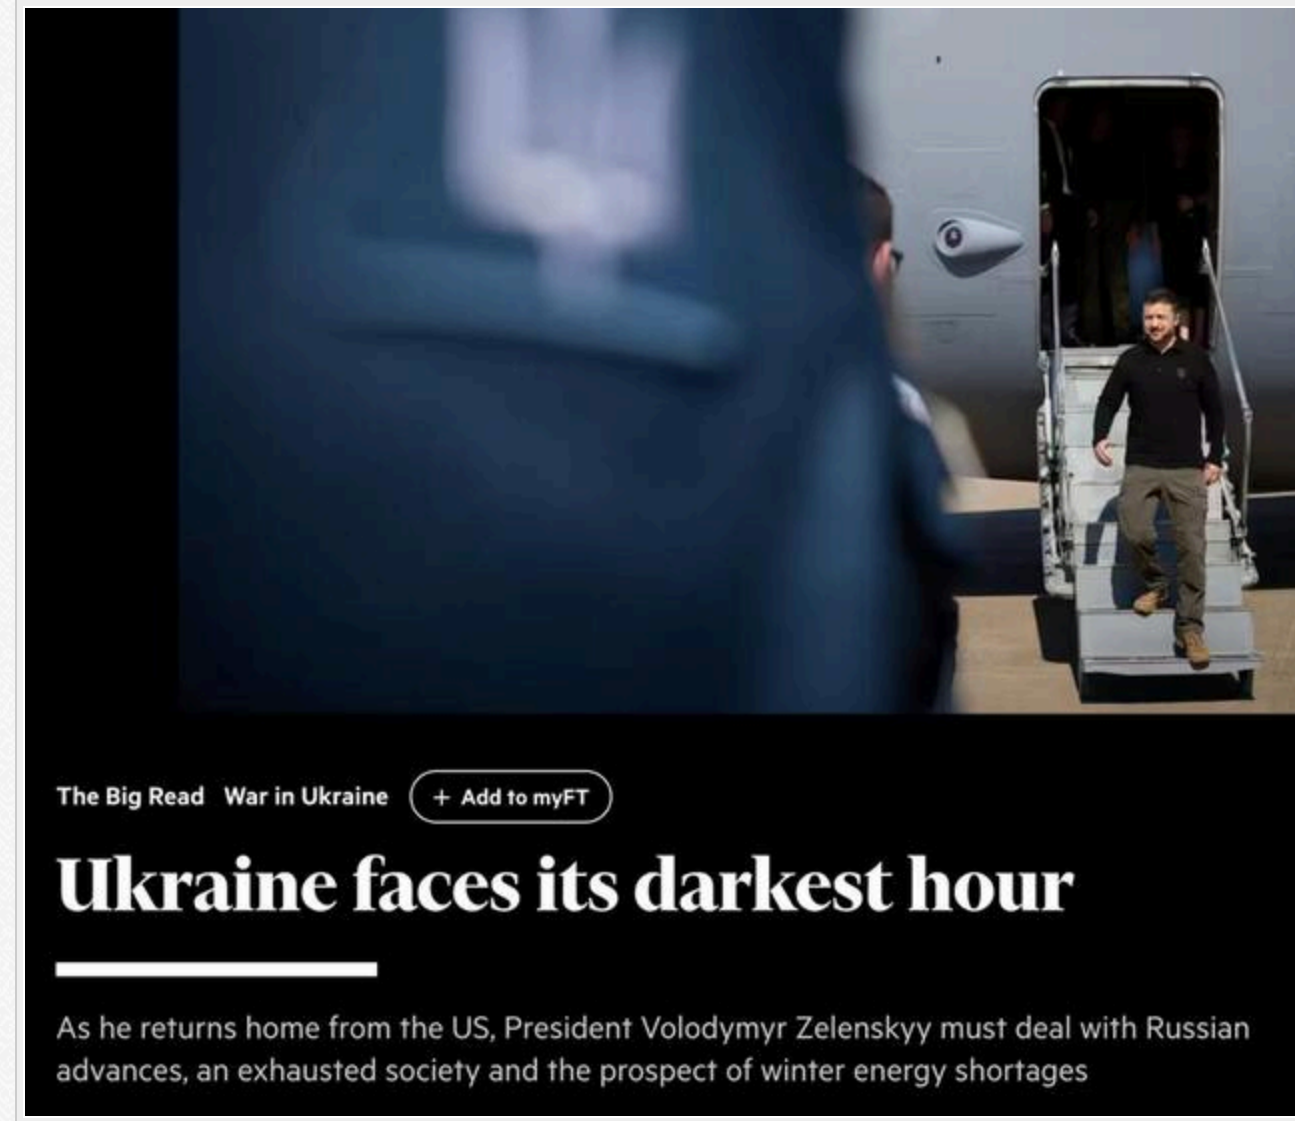 The Big Read War in Ukraine + Add to myFT
Ukraine faces its darkest hour
As he returns home from the US, President Volodymyr Zelenskyy must deal with Russian
advances, an exhausted society and the prospect of winter energy shortages